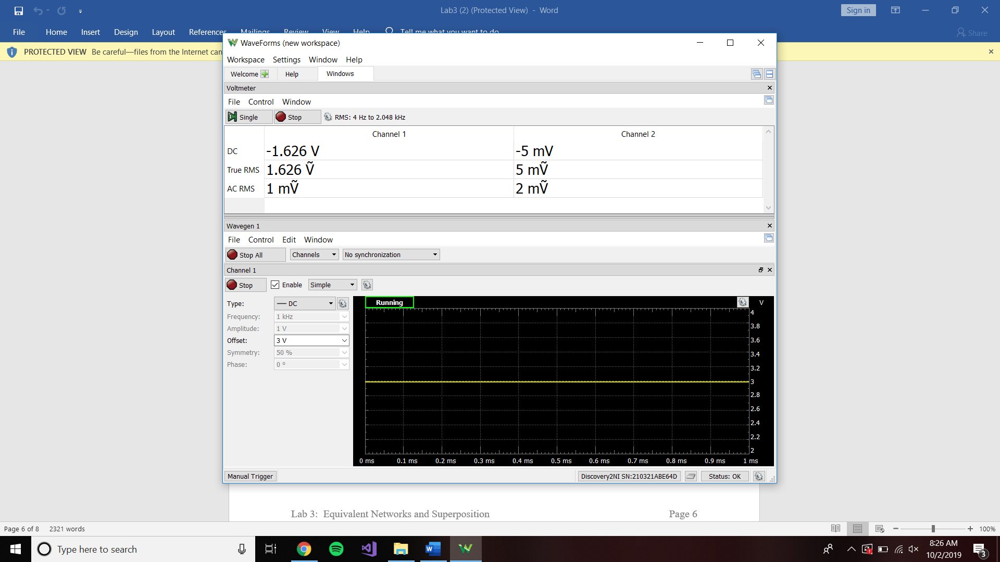 Lab3 (2) (Protected View) - Word
Sign in
File Home Insert Design Layout References Mailings Review View Help Tell me what you want to do
Share
PROTECTED VIEW Be careful—files from the Internet can
WaveForms (new workspace)
Workspace Settings Window Help
Welcome Help Windows
Voltmeter
File Control Window
Single Stop RMS: 4 Hz to 2.048 kHz
Channel 1 Channel 2
DC -1.626 V -5 mV
True RMS 1.626 Ṽ 5 mṼ
AC RMS 1 mṼ 2 mṼ
Wavegen 1
File Control Edit Window
Stop All Channels No synchronization
Channel 1
Stop Enable Simple
Type: DC
Frequency: 1 kHz
Amplitude: 1 V
Offset: 3 V
Symmetry: 50 %
Phase: 0 º
Running V
4
3.8
3.6
3.4
3.2
3
2.8
2.6
2.4
2.2
2
0 ms 0.1 ms 0.2 ms 0.3 ms 0.4 ms 0.5 ms 0.6 ms 0.7 ms 0.8 ms 0.9 ms 1 ms
Manual Trigger Discovery2NI SN:210321ABE64D Status: OK
Lab 3: Equivalent Networks and Superposition Page 6
Page 6 of 8 2321 words 100%
Type here to search
8:26 AM
10/2/2019
3